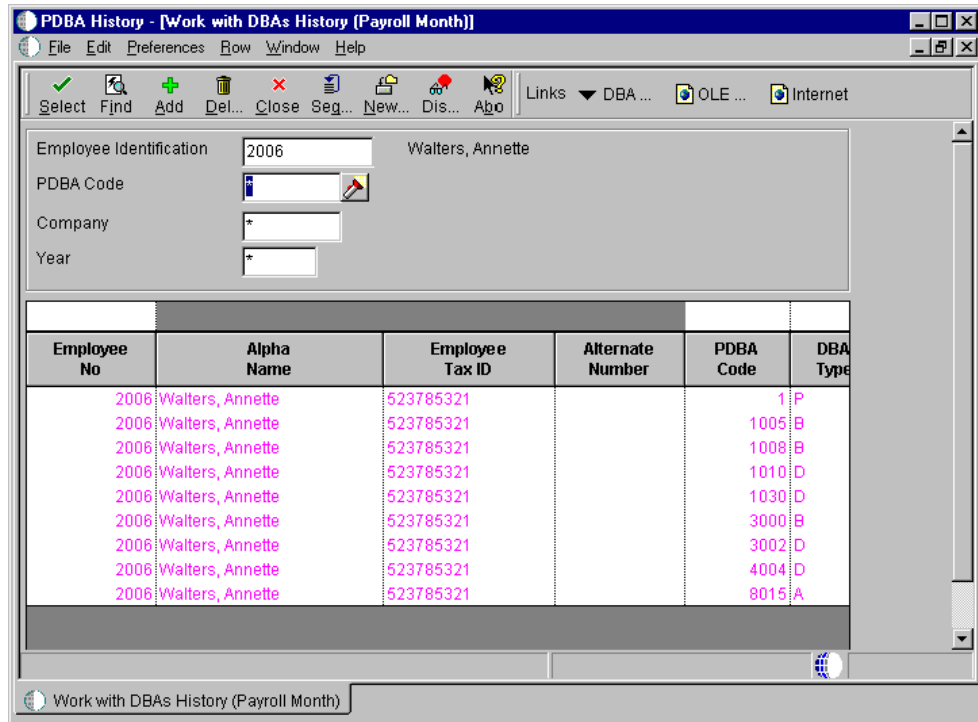 PDBA History - [Work with DBAs History (Payroll Month)]
File Edit Preferences Row Window Help
Select Find Add Del... Close Seq... New... Dis... Abo Links DBA ... OLE ... Internet
Employee Identification 2006 Walters, Annette
PDBA Code *
Company *
Year *
Employee No Alpha Name Employee Tax ID Alternate Number PDBA Code DBA Type
2006 Walters, Annette 523785321 1 P
2006 Walters, Annette 523785321 1005 B
2006 Walters, Annette 523785321 1008 B
2006 Walters, Annette 523785321 1010 D
2006 Walters, Annette 523785321 1030 D
2006 Walters, Annette 523785321 3000 B
2006 Walters, Annette 523785321 3002 D
2006 Walters, Annette 523785321 4004 D
2006 Walters, Annette 523785321 8015 A
Work with DBAs History (Payroll Month)